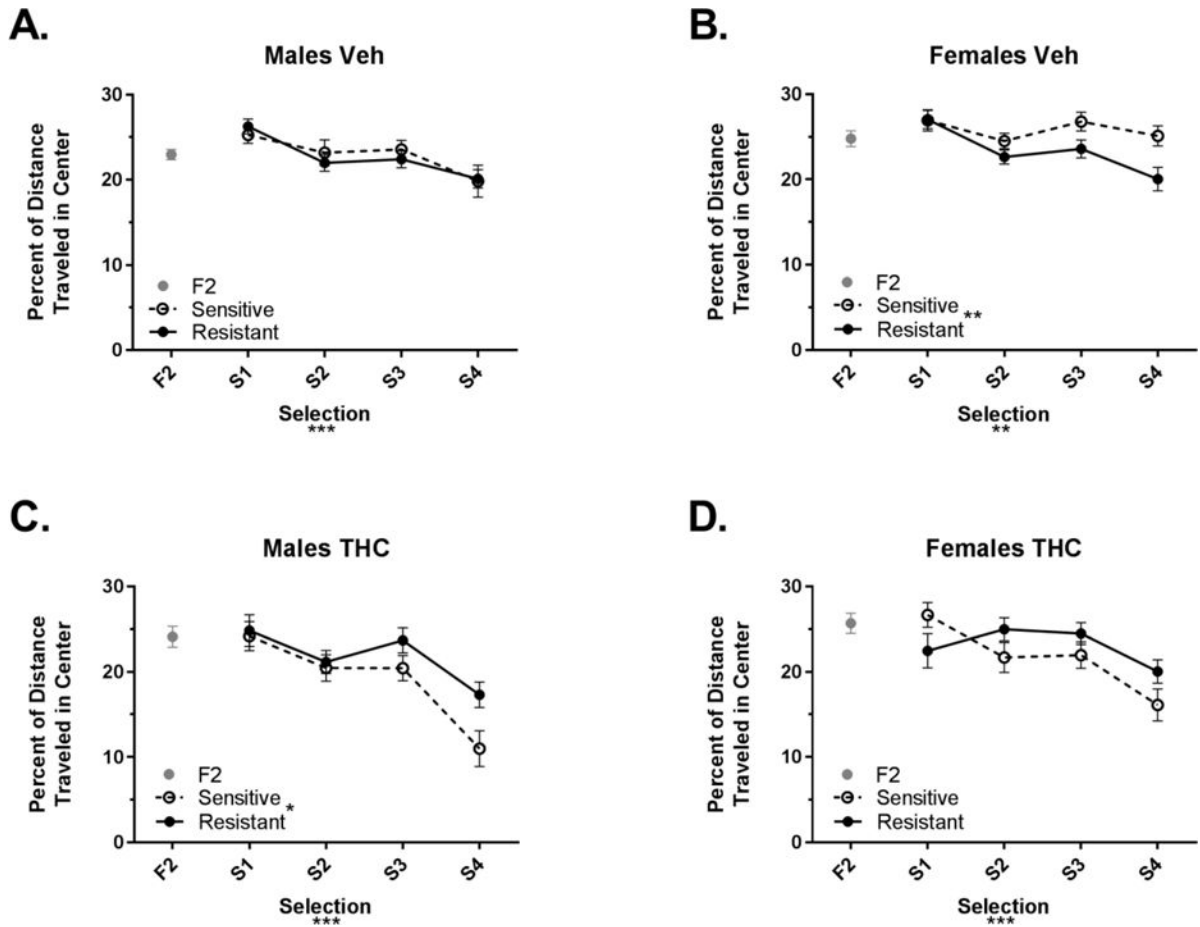 A.
Males Veh
Percent of Distance
Traveled in Center
30
20
10
0
F2
Sensitive
Resistant
F2
S1
S2
S3
S4
Selection
***
B.
Females Veh
Percent of Distance
Traveled in Center
30
20
10
0
F2
Sensitive
**
Resistant
F2
S1
S2
S3
S4
Selection
**
C.
Males THC
Percent of Distance
Traveled in Center
30
20
10
0
F2
Sensitive
*
Resistant
F2
S1
S2
S3
S4
Selection
***
D.
Females THC
Percent of Distance
Traveled in Center
30
20
10
0
F2
Sensitive
Resistant
F2
S1
S2
S3
S4
Selection
***